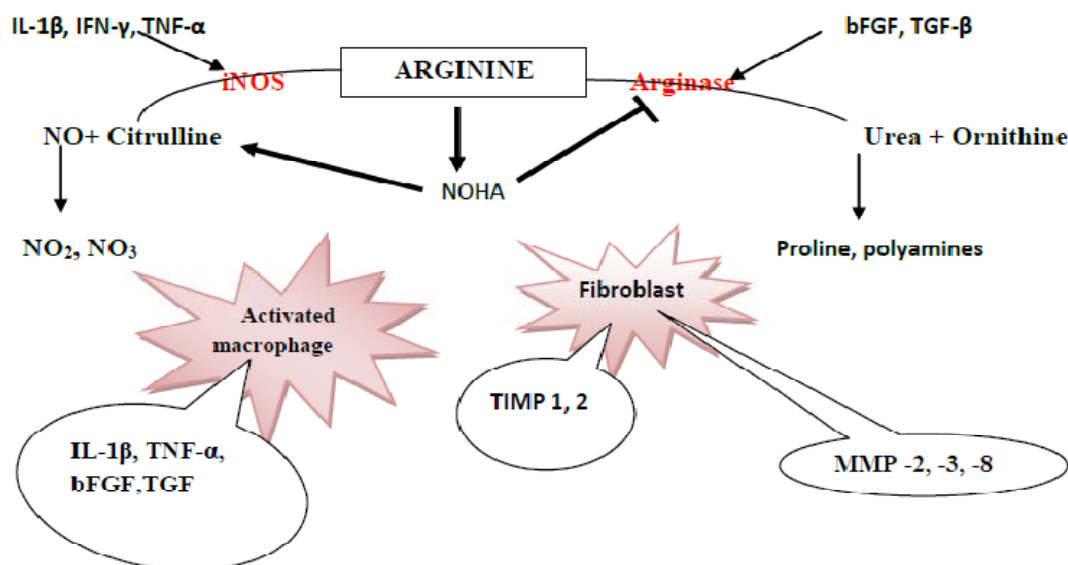 IL-1β, IFN-γ, TNF-α
bFGF, TGF-β
ARGININE
iNOS
Arginase
NO+ Citrulline
Urea + Ornithine
NOHA
NO₂, NO₃
Proline, polyamines
Fibroblast
Activated
macrophage
TIMP 1, 2
IL-1β, TNF-α,
bFGF,TGF
MMP -2, -3, -8